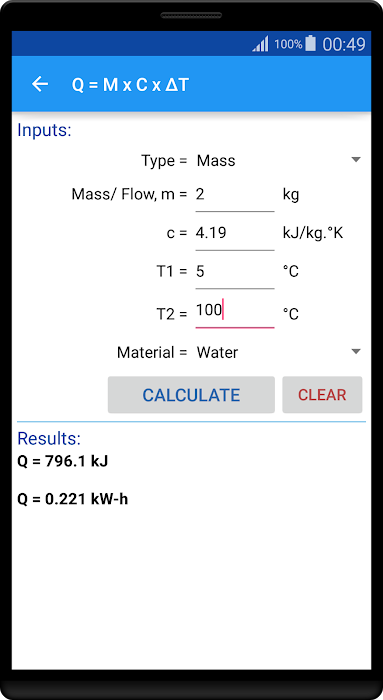 100% 00:49
Q = M x C x ΔT
Inputs:
Type = Mass
Mass/ Flow, m = 2 kg
c = 4.19 kJ/kg.°K
T1 = 5 °C
T2 = 100 °C
Material = Water
CALCULATE CLEAR
Results:
Q = 796.1 kJ
Q = 0.221 kW-h